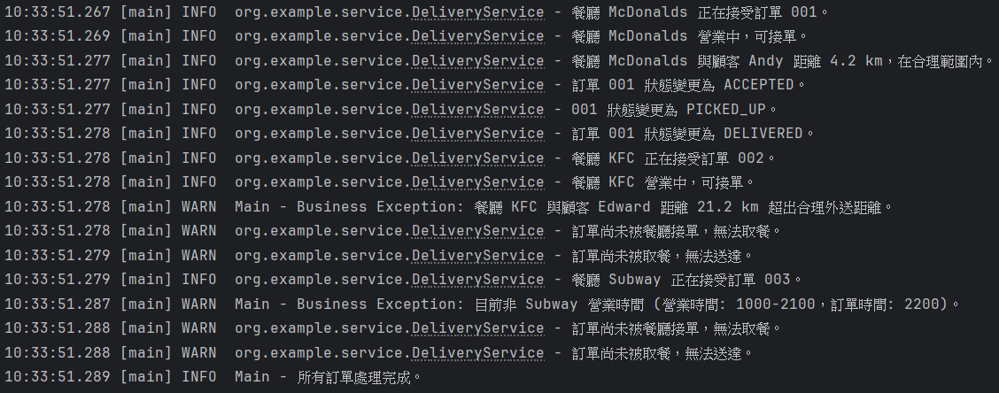 10:33:51.267 [main] INFO  org.example.service.DeliveryService - 餐廳 McDonalds 正在接受訂單 001。
10:33:51.269 [main] INFO  org.example.service.DeliveryService - 餐廳 McDonalds 營業中，可接單。
10:33:51.277 [main] INFO  org.example.service.DeliveryService - 餐廳 McDonalds 與顧客 Andy 距離 4.2 km，在合理範圍內。
10:33:51.277 [main] INFO  org.example.service.DeliveryService - 訂單 001 狀態變更為 ACCEPTED。
10:33:51.277 [main] INFO  org.example.service.DeliveryService - 001 狀態變更為 PICKED_UP。
10:33:51.278 [main] INFO  org.example.service.DeliveryService - 訂單 001 狀態變更為 DELIVERED。
10:33:51.278 [main] INFO  org.example.service.DeliveryService - 餐廳 KFC 正在接受訂單 002。
10:33:51.278 [main] INFO  org.example.service.DeliveryService - 餐廳 KFC 營業中，可接單。
10:33:51.278 [main] WARN  Main - Business Exception: 餐廳 KFC 與顧客 Edward 距離 21.2 km 超出合理外送距離。
10:33:51.278 [main] WARN  org.example.service.DeliveryService - 訂單尚未被餐廳接單，無法取餐。
10:33:51.279 [main] WARN  org.example.service.DeliveryService - 訂單尚未被取餐，無法送達。
10:33:51.279 [main] INFO  org.example.service.DeliveryService - 餐廳 Subway 正在接受訂單 003。
10:33:51.287 [main] WARN  Main - Business Exception: 目前非 Subway 營業時間 (營業時間: 1000-2100，訂單時間: 2200)。
10:33:51.288 [main] WARN  org.example.service.DeliveryService - 訂單尚未被餐廳接單，無法取餐。
10:33:51.288 [main] WARN  org.example.service.DeliveryService - 訂單尚未被取餐，無法送達。
10:33:51.289 [main] INFO  Main - 所有訂單處理完成。